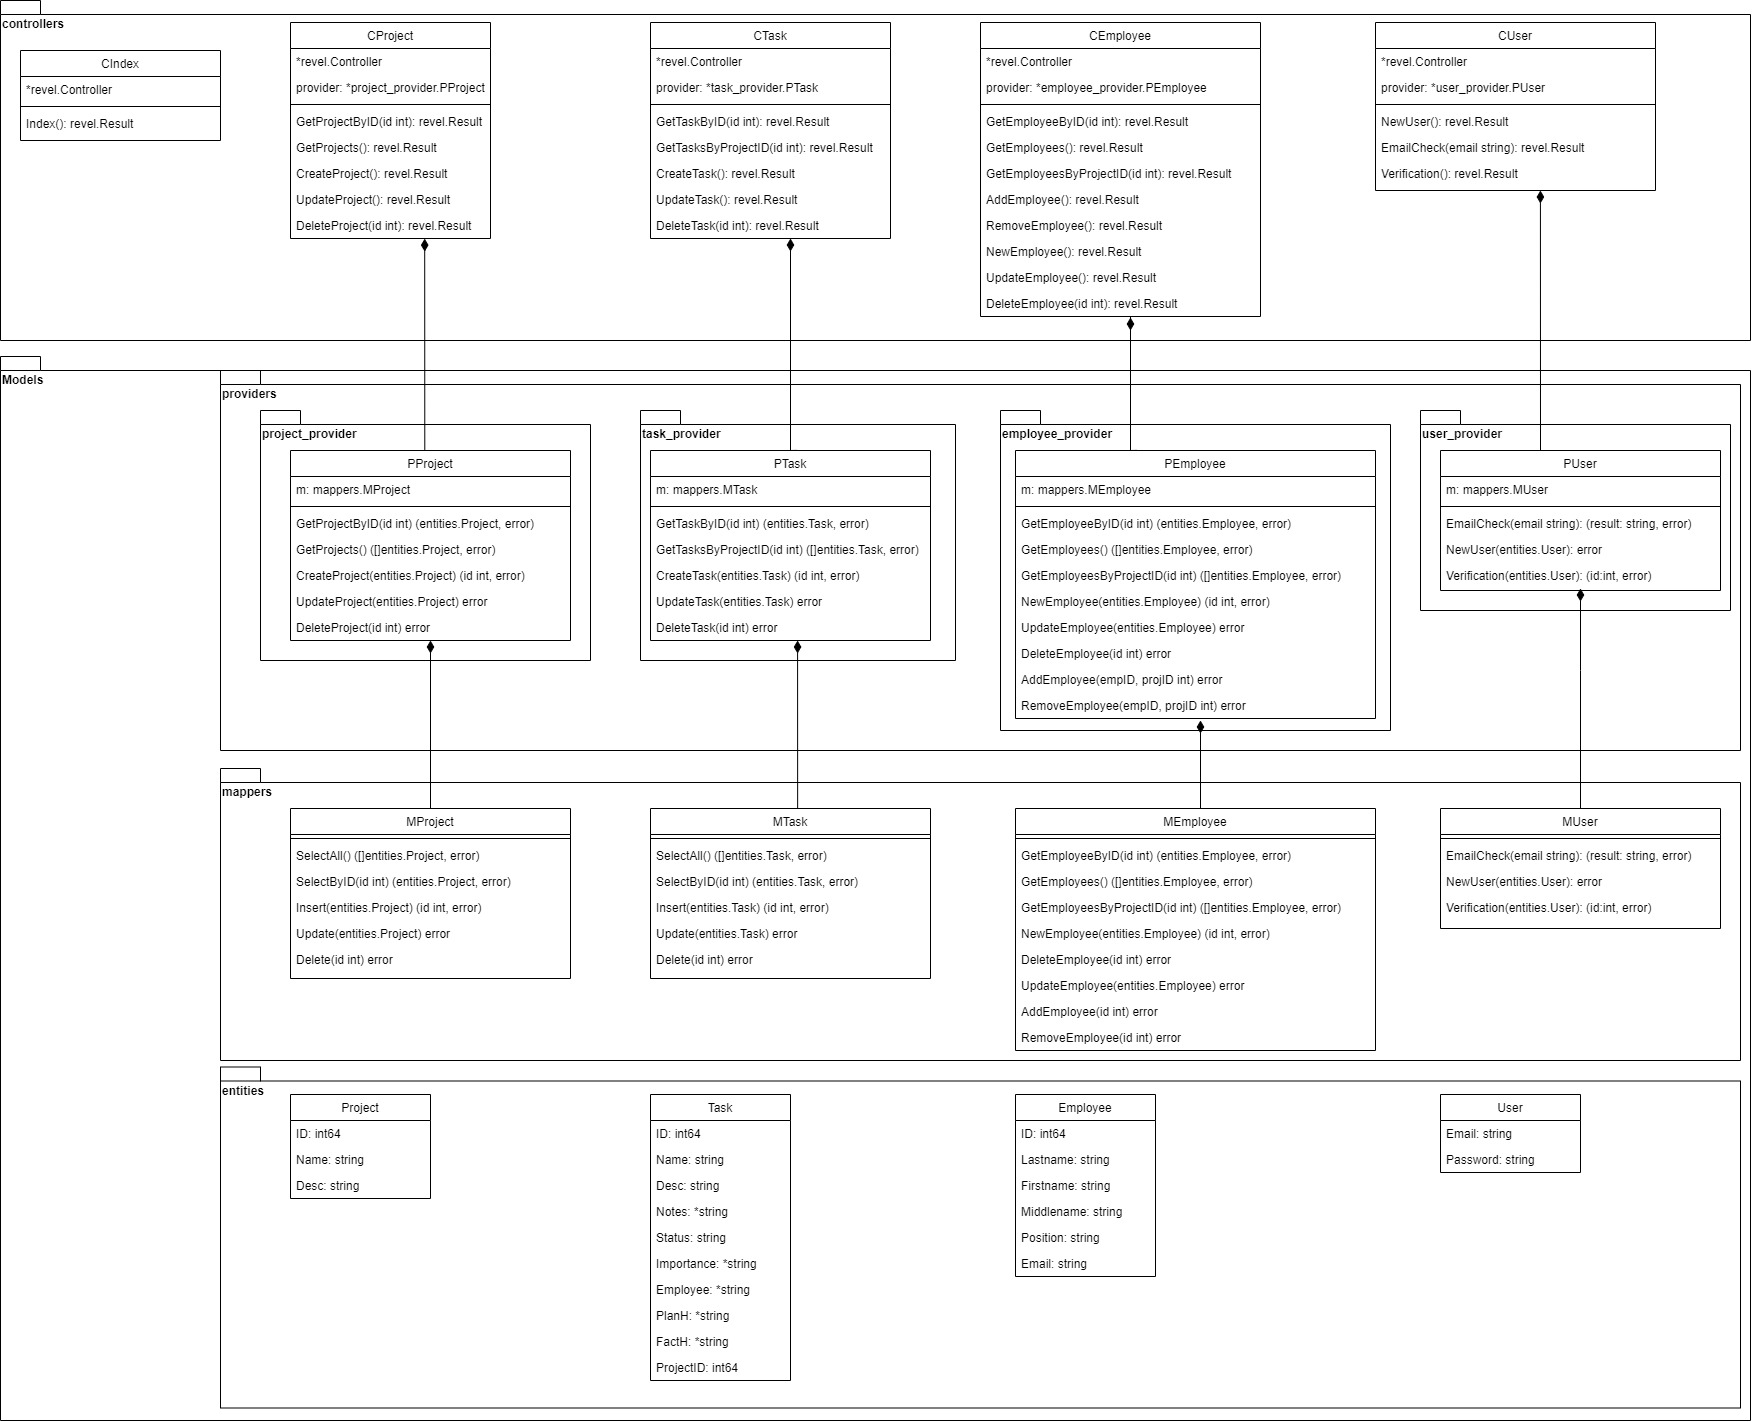 controllers
CIndex
*revel.Controller
Index(): revel.Result
CProject
*revel.Controller
provider: *project_provider.PProject
GetProjectByID(id int): revel.Result
GetProjects(): revel.Result
CreateProject(): revel.Result
UpdateProject(): revel.Result
DeleteProject(id int): revel.Result
CTask
*revel.Controller
provider: *task_provider.PTask
GetTaskByID(id int): revel.Result
GetTasksByProjectID(id int): revel.Result
CreateTask(): revel.Result
UpdateTask(): revel.Result
DeleteTask(id int): revel.Result
CEmployee
*revel.Controller
provider: *employee_provider.PEmployee
GetEmployeeByID(id int): revel.Result
GetEmployees(): revel.Result
GetEmployeesByProjectID(id int): revel.Result
AddEmployee(): revel.Result
RemoveEmployee(): revel.Result
NewEmployee(): revel.Result
UpdateEmployee(): revel.Result
DeleteEmployee(id int): revel.Result
CUser
*revel.Controller
provider: *user_provider.PUser
NewUser(): revel.Result
EmailCheck(email string): revel.Result
Verification(): revel.Result
Models
providers
project_provider
PProject
m: mappers.MProject
GetProjectByID(id int) (entities.Project, error)
GetProjects() ([]entities.Project, error)
CreateProject(entities.Project) (id int, error)
UpdateProject(entities.Project) error
DeleteProject(id int) error
task_provider
PTask
m: mappers.MTask
GetTaskByID(id int) (entities.Task, error)
GetTasksByProjectID(id int) ([]entities.Task, error)
CreateTask(entities.Task) (id int, error)
UpdateTask(entities.Task) error
DeleteTask(id int) error
employee_provider
PEmployee
m: mappers.MEmployee
GetEmployeeByID(id int) (entities.Employee, error)
GetEmployees() ([]entities.Employee, error)
GetEmployeesByProjectID(id int) ([]entities.Employee, error)
NewEmployee(entities.Employee) (id int, error)
UpdateEmployee(entities.Employee) error
DeleteEmployee(id int) error
AddEmployee(empID, projID int) error
RemoveEmployee(empID, projID int) error
user_provider
PUser
m: mappers.MUser
EmailCheck(email string): (result: string, error)
NewUser(entities.User): error
Verification(entities.User): (id:int, error)
mappers
MProject
SelectAll() ([]entities.Project, error)
SelectByID(id int) (entities.Project, error)
Insert(entities.Project) (id int, error)
Update(entities.Project) error
Delete(id int) error
MTask
SelectAll() ([]entities.Task, error)
SelectByID(id int) (entities.Task, error)
Insert(entities.Task) (id int, error)
Update(entities.Task) error
Delete(id int) error
MEmployee
GetEmployeeByID(id int) (entities.Employee, error)
GetEmployees() ([]entities.Employee, error)
GetEmployeesByProjectID(id int) ([]entities.Employee, error)
NewEmployee(entities.Employee) (id int, error)
DeleteEmployee(id int) error
UpdateEmployee(entities.Employee) error
AddEmployee(id int) error
RemoveEmployee(id int) error
MUser
EmailCheck(email string): (result: string, error)
NewUser(entities.User): error
Verification(entities.User): (id:int, error)
entities
Project
ID: int64
Name: string
Desc: string
Task
ID: int64
Name: string
Desc: string
Notes: *string
Status: string
Importance: *string
Employee: *string
PlanH: *string
FactH: *string
ProjectID: int64
Employee
ID: int64
Lastname: string
Firstname: string
Middlename: string
Position: string
Email: string
User
Email: string
Password: string